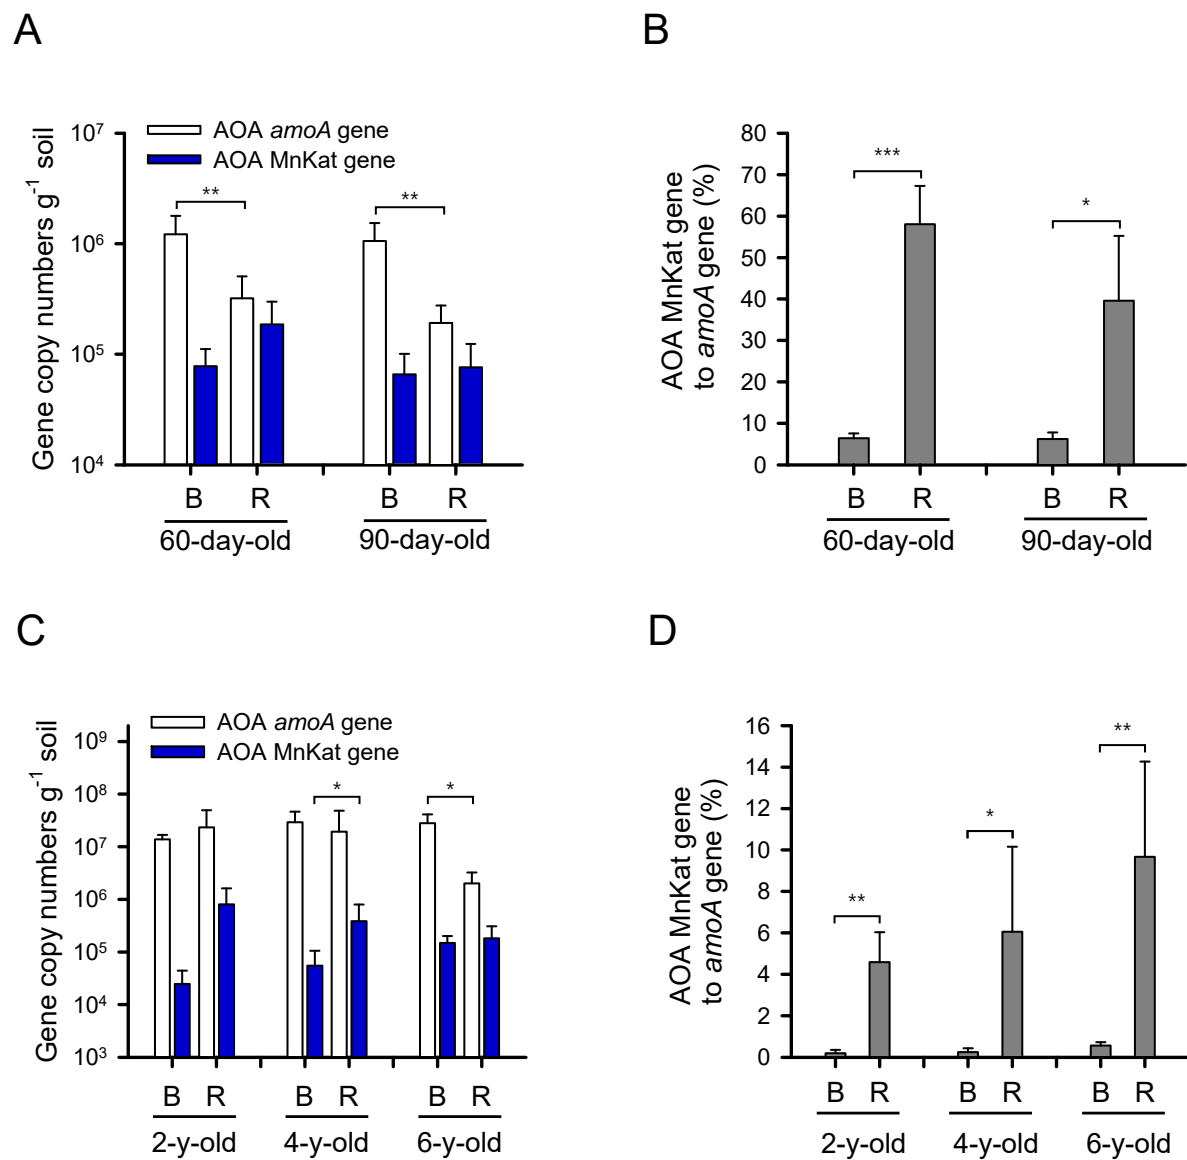 A
AOA amoA gene
AOA MnKat gene
Gene copy numbers g⁻¹ soil
10⁷
10⁶
10⁵
10⁴
**
**
B R B R
60-day-old 90-day-old
B
AOA MnKat gene
to amoA gene (%)
80
70
60
50
40
30
20
10
0
***
*
B R B R
60-day-old 90-day-old
C
AOA amoA gene
AOA MnKat gene
Gene copy numbers g⁻¹ soil
10⁹
10⁸
10⁷
10⁶
10⁵
10⁴
10³
*
*
B R B R B R
2-y-old 4-y-old 6-y-old
D
AOA MnKat gene
to amoA gene (%)
16
14
12
10
8
6
4
2
0
**
*
**
B R B R B R
2-y-old 4-y-old 6-y-old